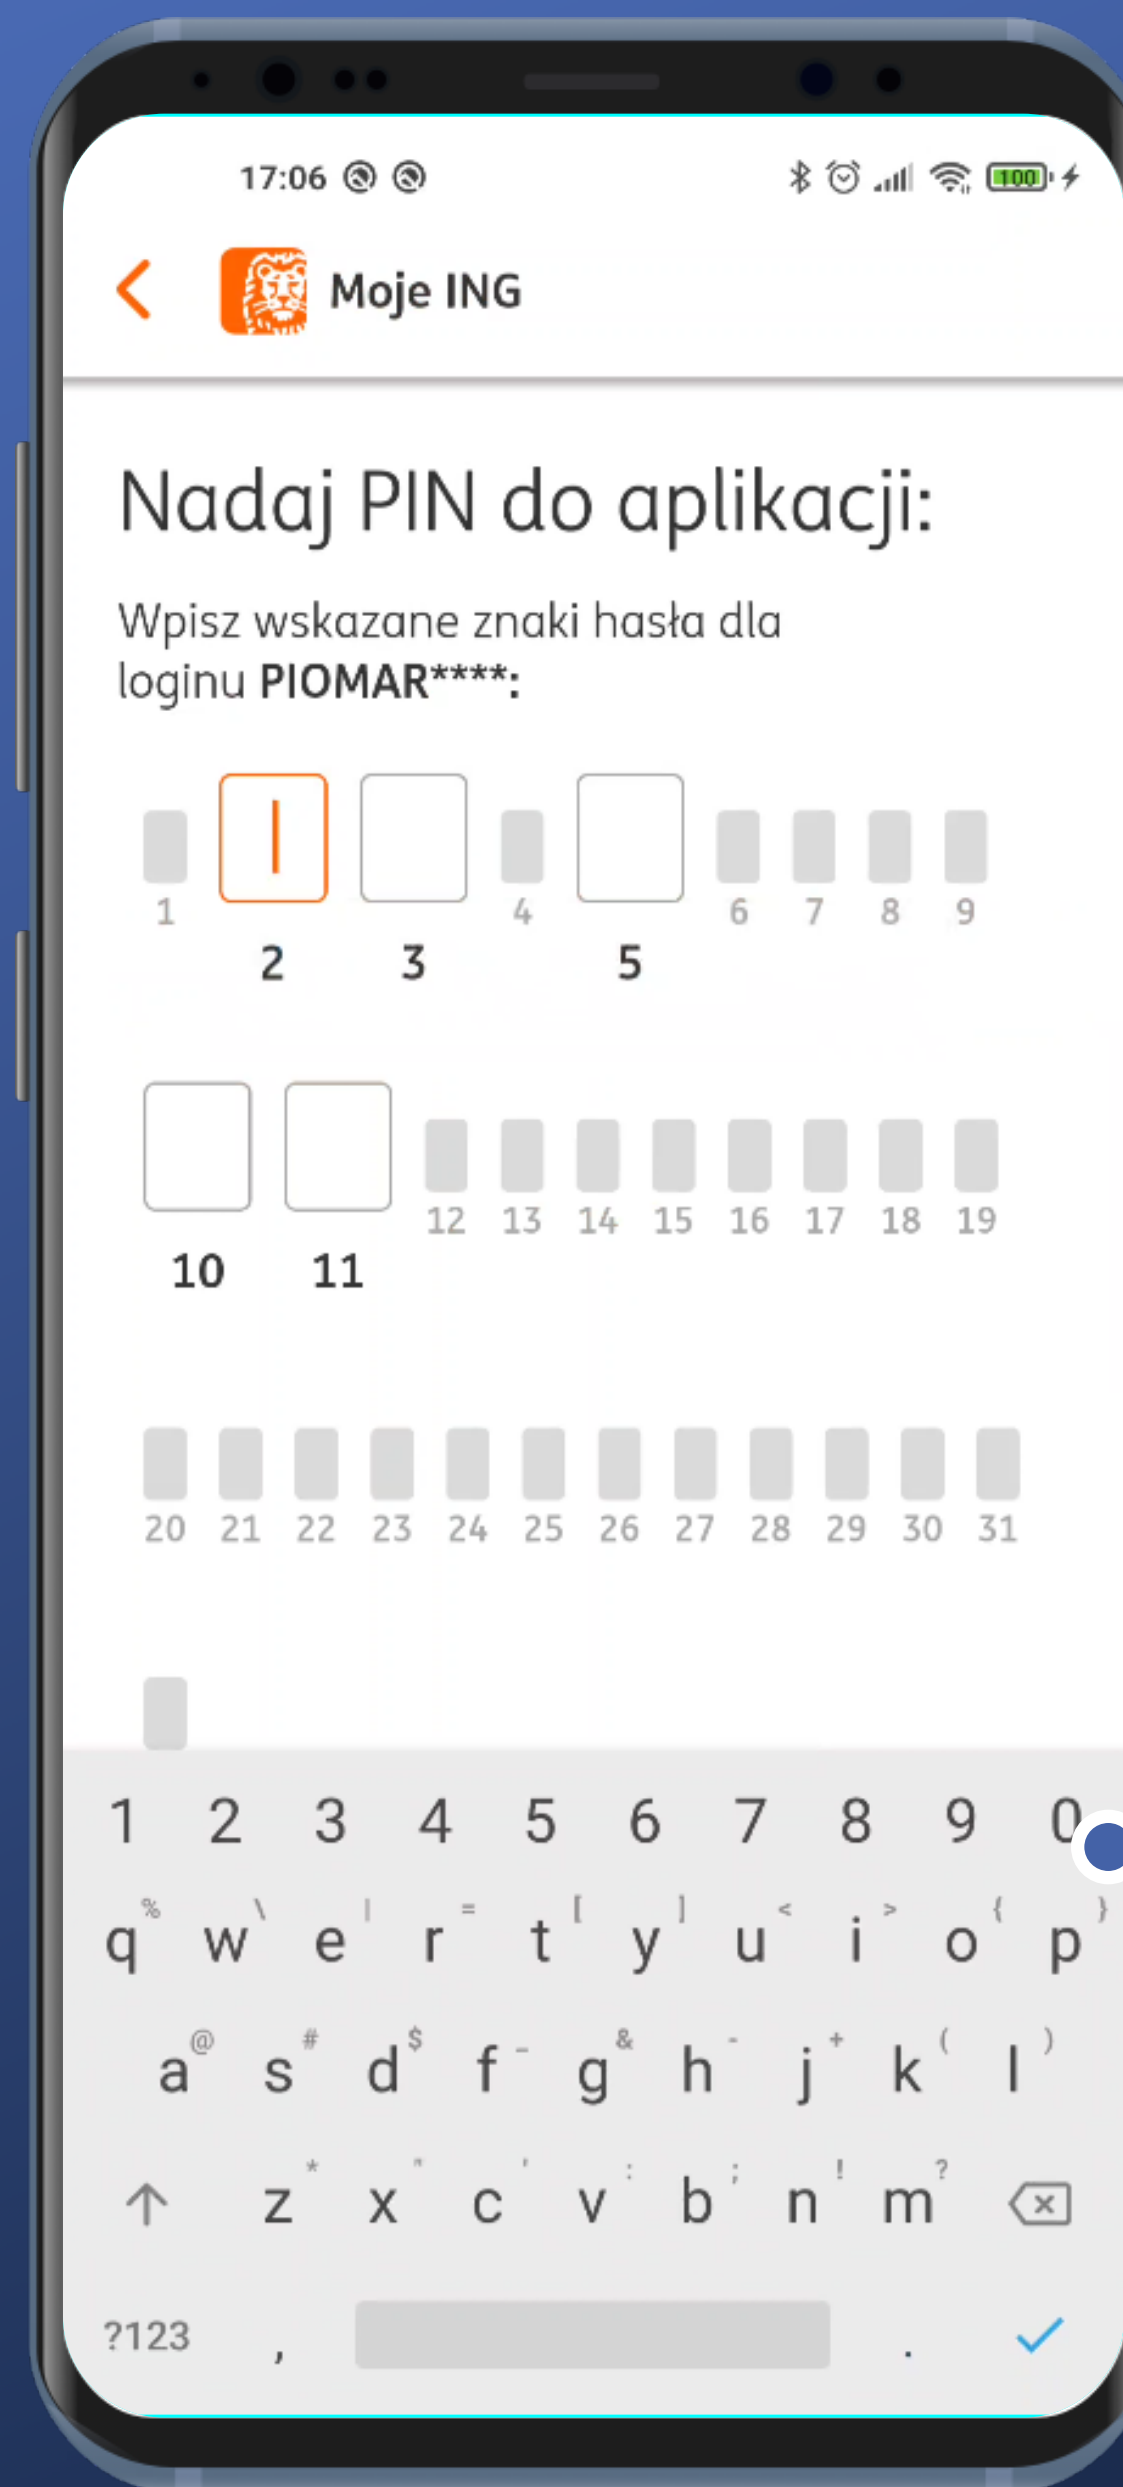 17:06
100
Moje ING
Nadaj PIN do aplikacji:
Wpisz wskazane znaki hasła dla
loginu PIOMAR****:
1 2 3 4 5 6 7 8 9
10 11 12 13 14 15 16 17 18 19
20 21 22 23 24 25 26 27 28 29 30 31
1 2 3 4 5 6 7 8 9 0
% \ | = [ ] < > { }
q w e r t y u i o p
@ # $ _ & - + ( )
a s d f g h j k l
* " ' : ; ! ?
z x c v b n m
?123 , .